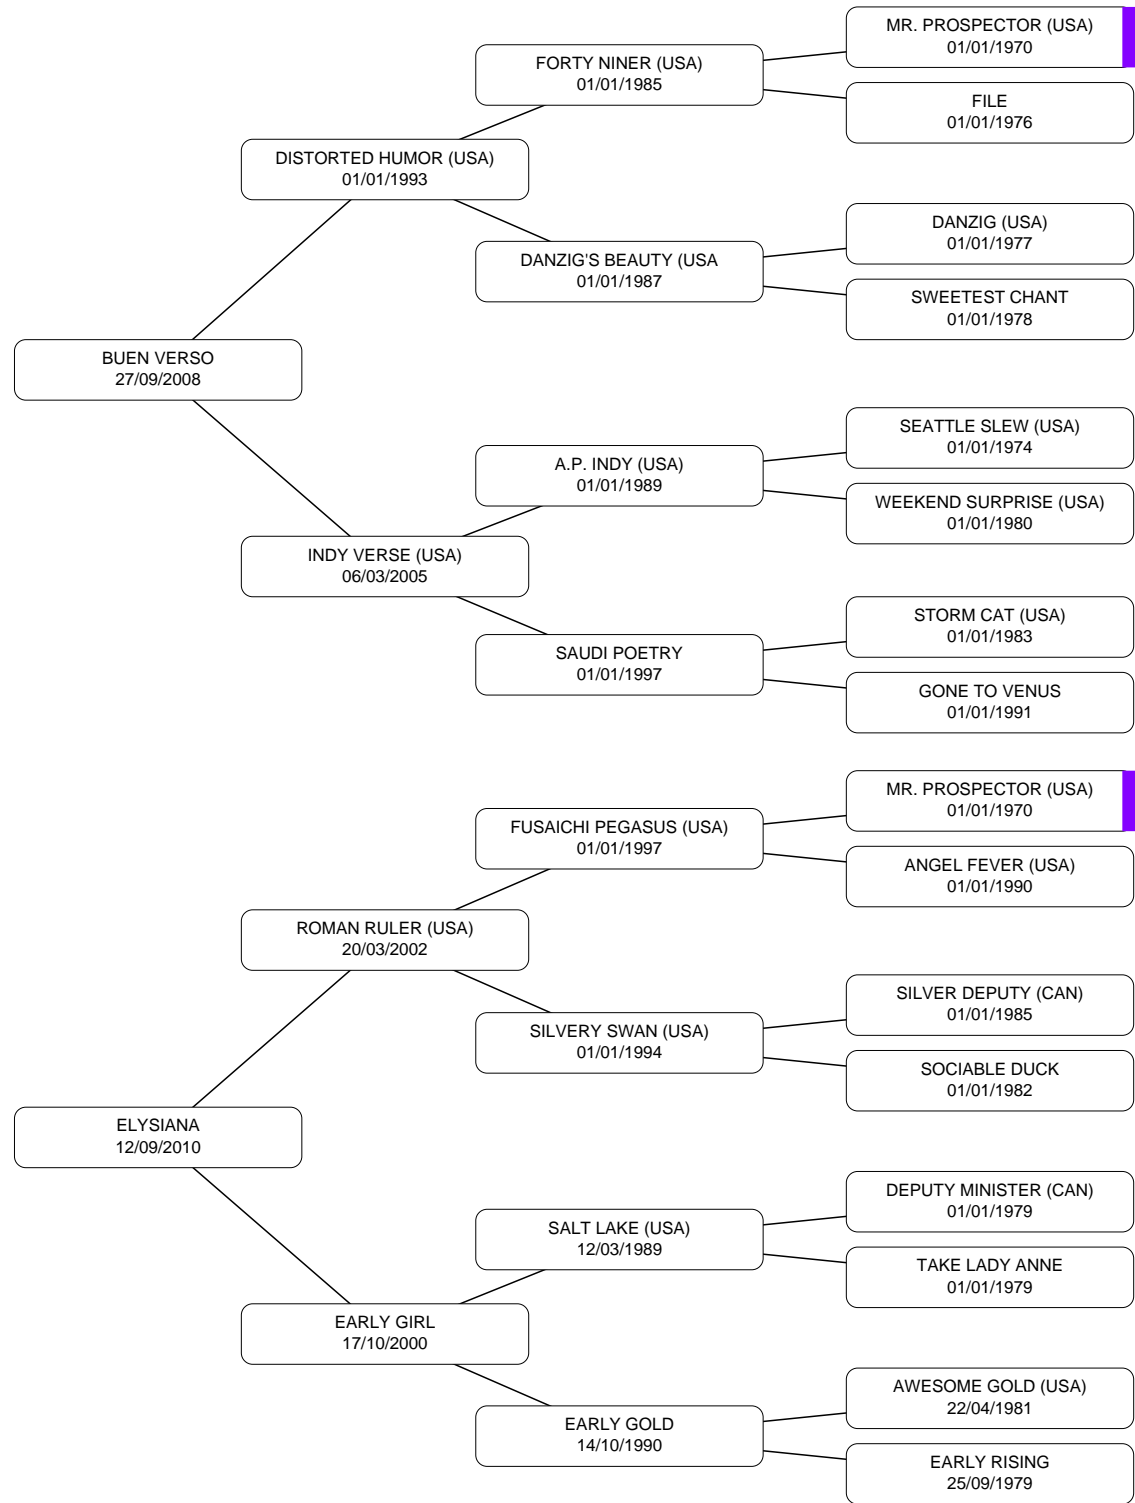 MR. PROSPECTOR (USA)
01/01/1970
FORTY NINER (USA)
01/01/1985
FILE
01/01/1976
DISTORTED HUMOR (USA)
01/01/1993
DANZIG (USA)
01/01/1977
DANZIG'S BEAUTY (USA
01/01/1987
SWEETEST CHANT
01/01/1978
BUEN VERSO
27/09/2008
SEATTLE SLEW (USA)
01/01/1974
A.P. INDY (USA)
01/01/1989
WEEKEND SURPRISE (USA)
01/01/1980
INDY VERSE (USA)
06/03/2005
STORM CAT (USA)
01/01/1983
SAUDI POETRY
01/01/1997
GONE TO VENUS
01/01/1991
MR. PROSPECTOR (USA)
01/01/1970
FUSAICHI PEGASUS (USA)
01/01/1997
ANGEL FEVER (USA)
01/01/1990
ROMAN RULER (USA)
20/03/2002
SILVER DEPUTY (CAN)
01/01/1985
SILVERY SWAN (USA)
01/01/1994
SOCIABLE DUCK
01/01/1982
ELYSIANA
12/09/2010
DEPUTY MINISTER (CAN)
01/01/1979
SALT LAKE (USA)
12/03/1989
TAKE LADY ANNE
01/01/1979
EARLY GIRL
17/10/2000
AWESOME GOLD (USA)
22/04/1981
EARLY GOLD
14/10/1990
EARLY RISING
25/09/1979